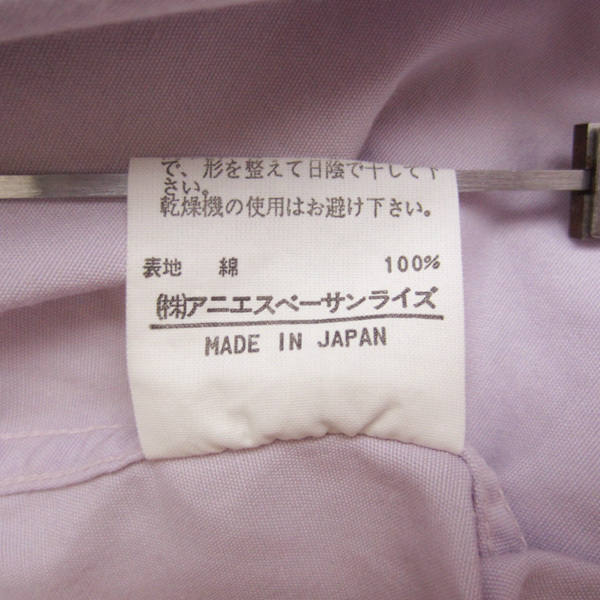 で、形を整えて日陰で干して下
さい。
乾燥機の使用はお避け下さい。
表地 綿 100%
(株)アニエスベーサンライズ
MADE IN JAPAN